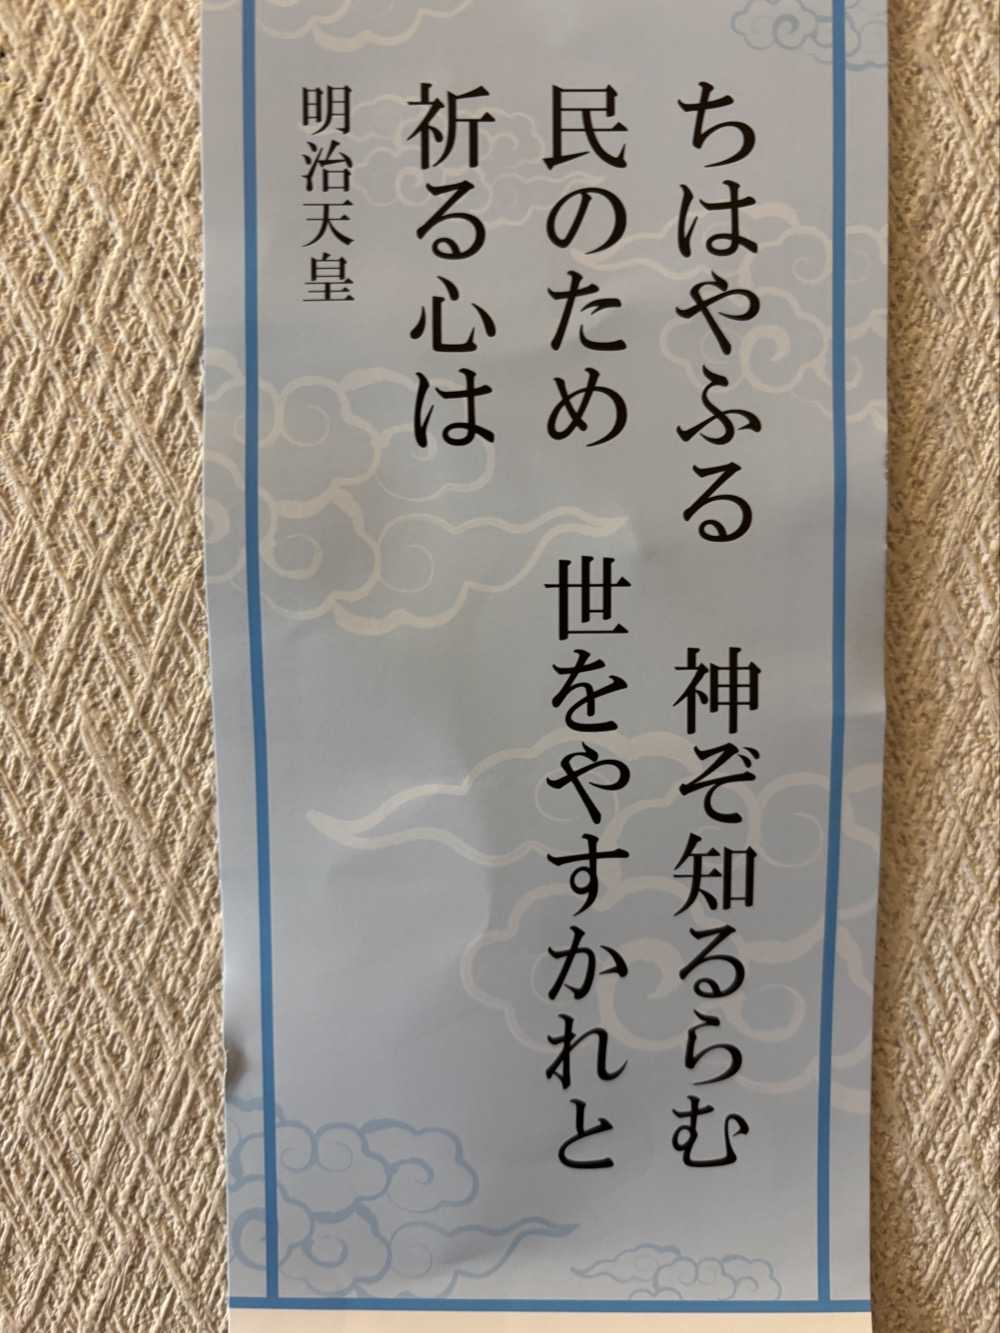 ちはやふる　神ぞ知るらむ
民のため　世をやすかれと
祈る心は
明治天皇